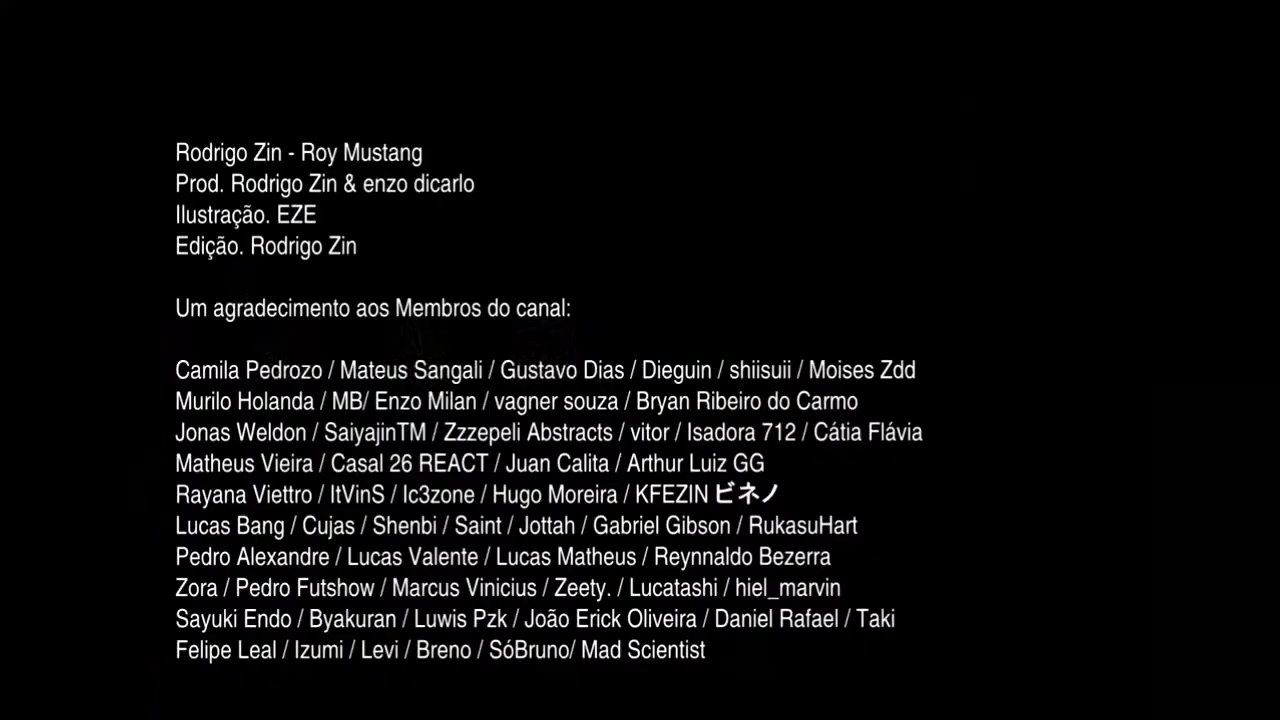 Rodrigo Zin - Roy Mustang
Prod. Rodrigo Zin & enzo dicarlo
Ilustração. EZE
Edição. Rodrigo Zin
Um agradecimento aos Membros do canal:
Camila Pedrozo / Mateus Sangali / Gustavo Dias / Dieguin / shiisuii / Moises Zdd
Murilo Holanda / MB/ Enzo Milan / vagner souza / Bryan Ribeiro do Carmo
Jonas Weldon / SaiyajinTM / Zzzepeli Abstracts / vitor / Isadora 712 / Cátia Flávia
Matheus Vieira / Casal 26 REACT / Juan Calita / Arthur Luiz GG
Rayana Viettro / ItVinS / Ic3zone / Hugo Moreira / KFEZIN ビネノ
Lucas Bang / Cujas / Shenbi / Saint / Jottah / Gabriel Gibson / RukasuHart
Pedro Alexandre / Lucas Valente / Lucas Matheus / Reynnaldo Bezerra
Zora / Pedro Futshow / Marcus Vinicius / Zeety. / Lucatashi / hiel_marvin
Sayuki Endo / Byakuran / Luwis Pzk / João Erick Oliveira / Daniel Rafael / Taki
Felipe Leal / Izumi / Levi / Breno / SóBruno/ Mad Scientist